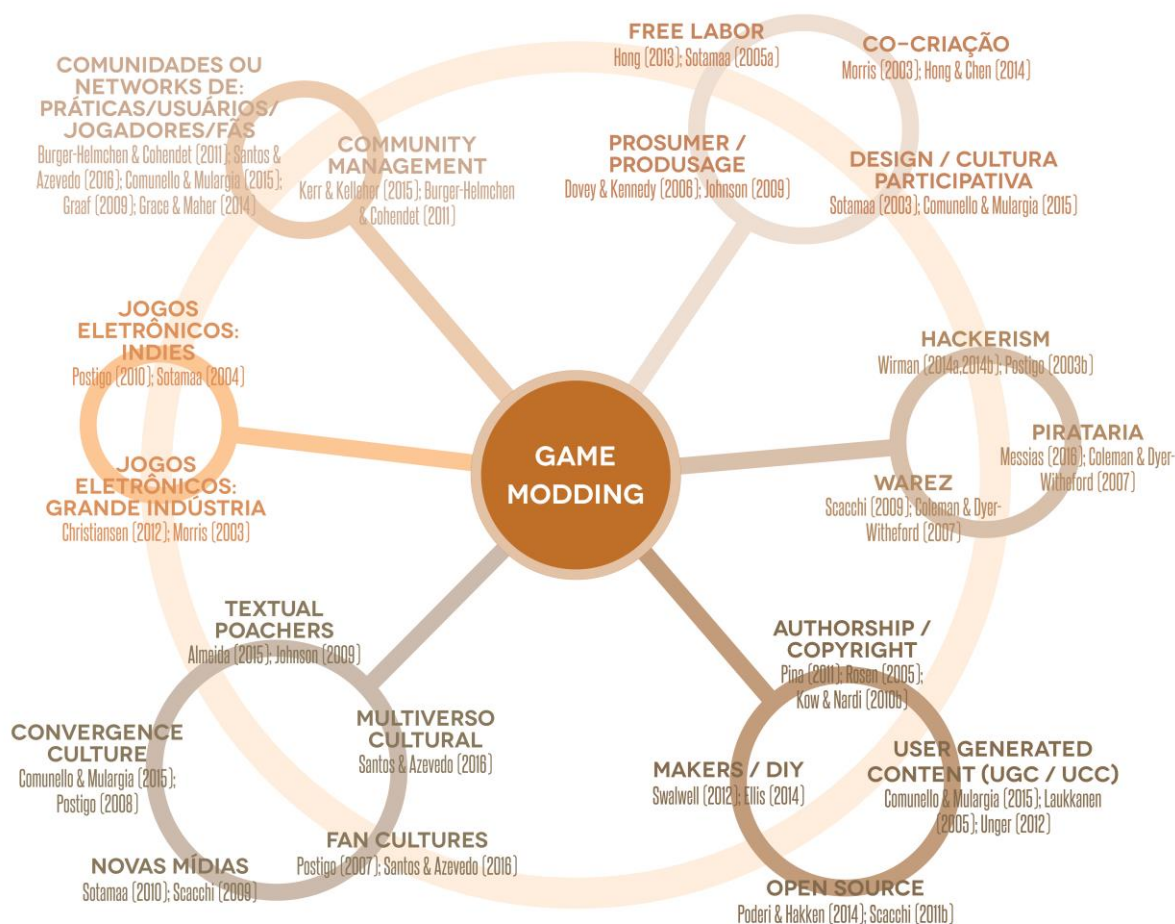 FREE LABOR
Hong (2013); Sotamaa (2005a)
CO-CRIAÇÃO
Morris (2003); Hong & Chen (2014)
PROSUMER /
PRODUSAGE
Dovey & Kennedy (2006); Johnson (2009)
DESIGN / CULTURA
PARTICIPATIVA
Sotamaa (2003); Comunello & Mulargia (2015)
COMUNIDADES OU
NETWORKS DE:
PRÁTICAS/USUÁRIOS/
JOGADORES/FÃS
Burger-Helmchen & Cohendet (2011); Santos &
Azevedo (2016); Comunello & Mulargia (2015);
Graaf (2009); Grace & Maher (2014)
COMMUNITY
MANAGEMENT
Kerr & Kelleher (2015); Burger-Helmchen
& Cohendet (2011)
JOGOS
ELETRÔNICOS:
INDIES
Postigo (2010); Sotamaa (2004)
JOGOS
ELETRÔNICOS:
GRANDE INDÚSTRIA
Christiansen (2012); Morris (2003)
GAME
MODDING
HACKERISM
Wirman (2014a,2014b); Postigo (2003b)
PIRATARIA
Messias (2016); Coleman & Dyer-
Witheford (2007)
WAREZ
Scacchi (2009); Coleman & Dyer-
Witheford (2007)
TEXTUAL
POACHERS
Almeida (2015); Johnson (2009)
MULTIVERSO
CULTURAL
Santos & Azevedo (2016)
CONVERGENCE
CULTURE
Comunello & Mulargia (2015);
Postigo (2008)
FAN CULTURES
Postigo (2007); Santos & Azevedo (2016)
NOVAS MÍDIAS
Sotamaa (2010); Scacchi (2009)
AUTHORSHIP /
COPYRIGHT
Pina (2011); Rosen (2005);
Kow & Nardi (2010b)
MAKERS / DIY
Swalwell (2012); Ellis (2014)
USER GENERATED
CONTENT (UGC / UCC)
Comunello & Mulargia (2015); Laukkanen
(2005); Unger (2012)
OPEN SOURCE
Poderi & Hakken (2014); Scacchi (2011b)